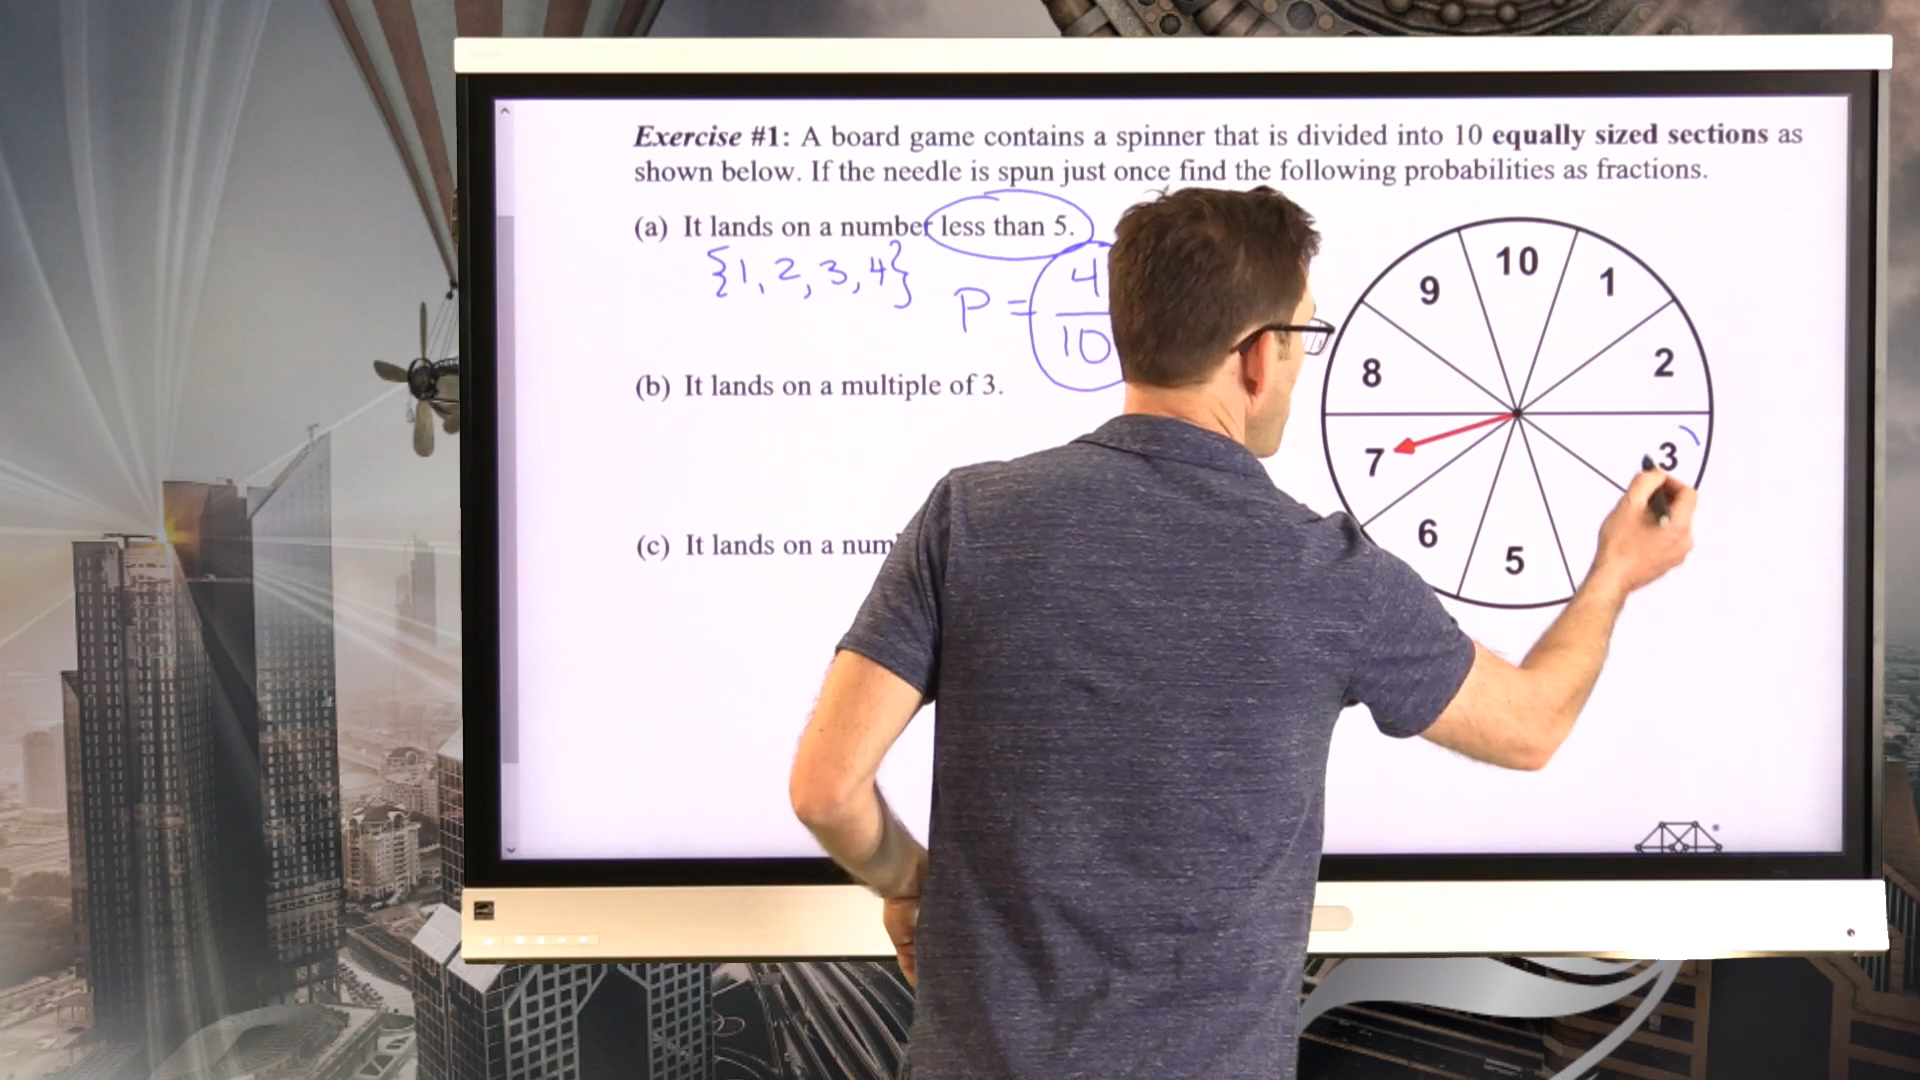 Exercise #1: A board game contains a spinner that is divided into 10 equally sized sections as
shown below. If the needle is spun just once find the following probabilities as fractions.
(a) It lands on a number less than 5.
{1, 2, 3, 4}
P = 4
10
(b) It lands on a multiple of 3.
(c) It lands on a
10
1
2
3
5
6
7
8
9